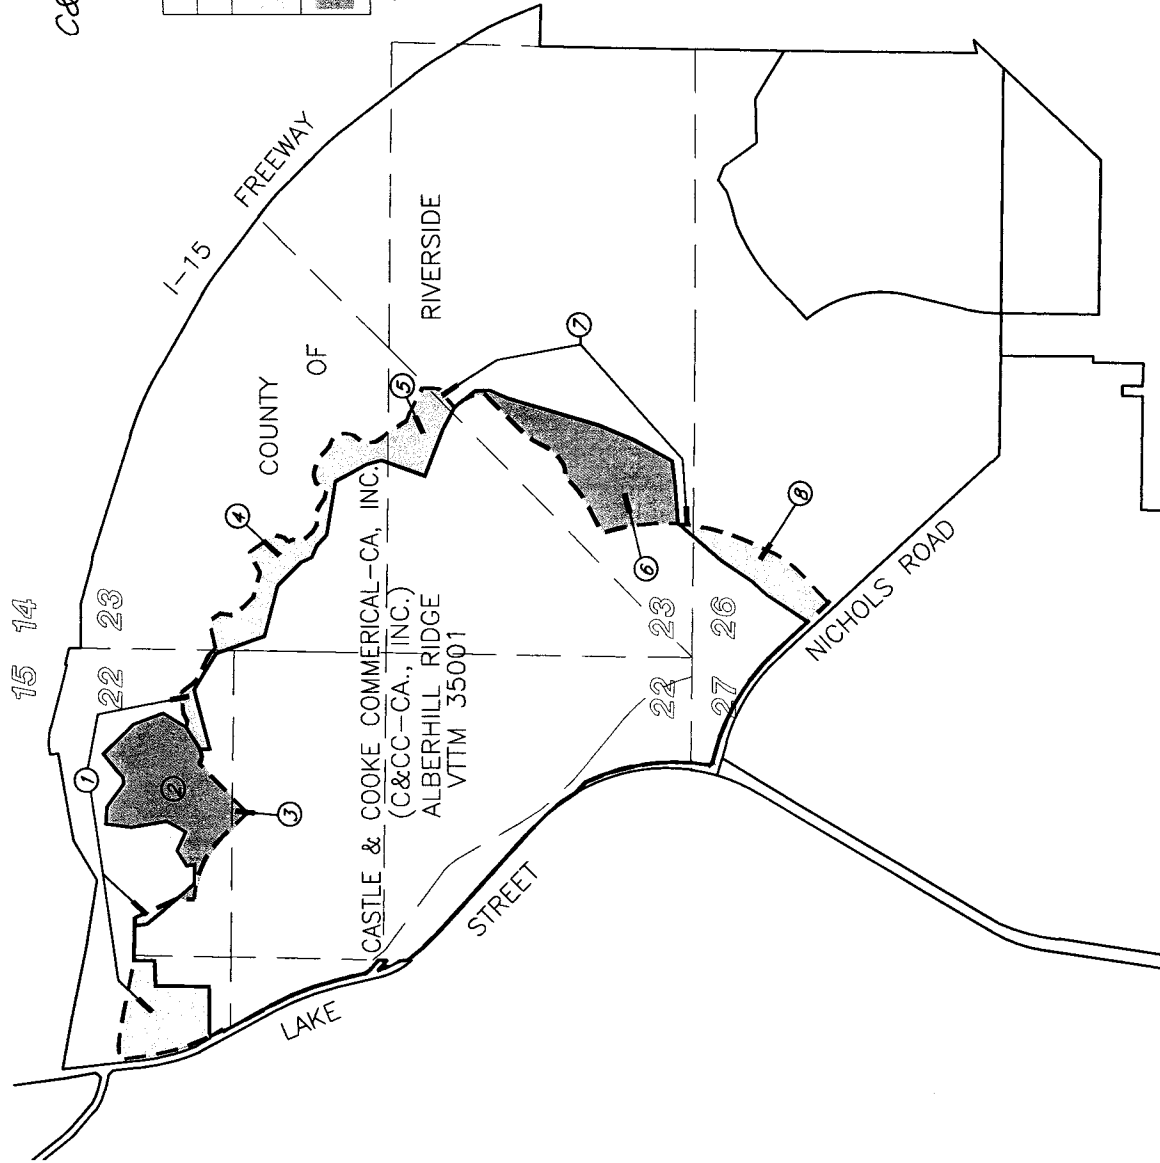 C&
I-15
FREEWAY
COUNTY
OF
RIVERSIDE
15 14
22 23
CASTLE & COOKE COMMERICAL-CA, INC.
(C&CC-CA., INC.)
ALBERHILL RIDGE
VTTM 35001
22 23
27 26
LAKE
STREET
NICHOLS ROAD
1
2
3
4
5
6
7
8